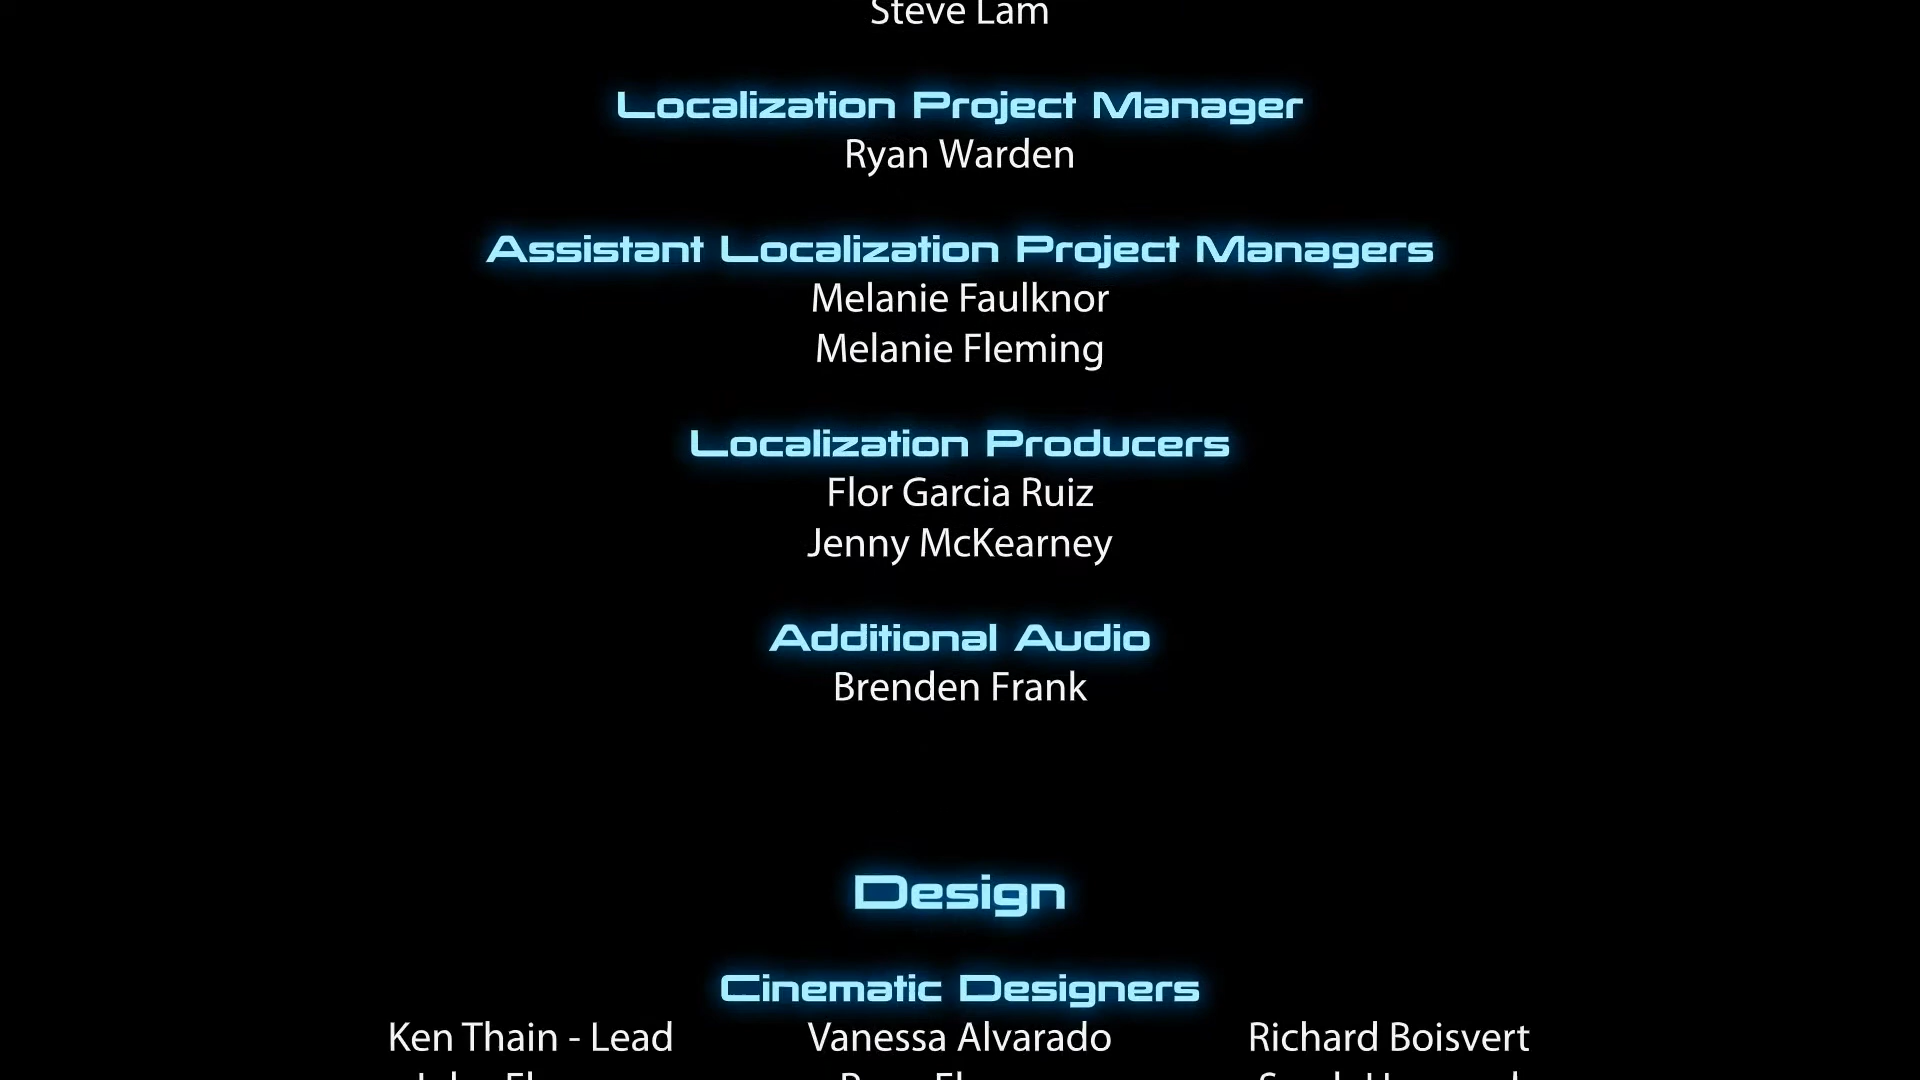 Steve Lam
Localization Project Manager
Ryan Warden
Assistant Localization Project Managers
Melanie Faulknor
Melanie Fleming
Localization Producers
Flor Garcia Ruiz
Jenny McKearney
Additional Audio
Brenden Frank
Design
Cinematic Designers
Ken Thain - Lead Vanessa Alvarado Richard Boisvert